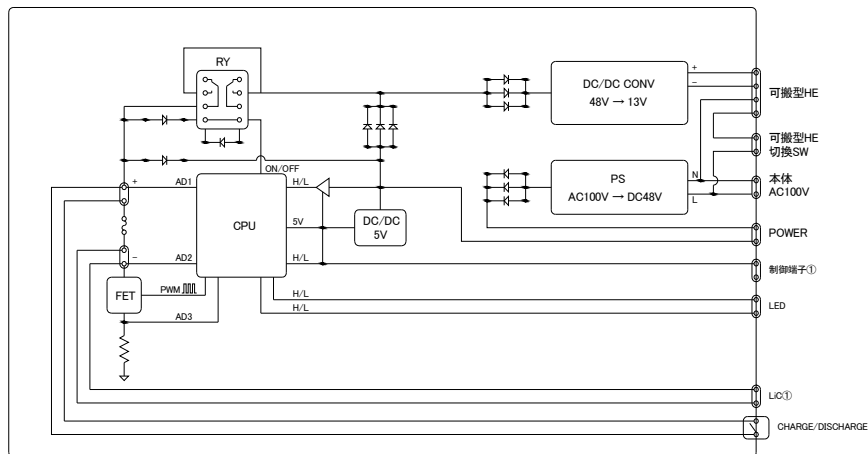 RY
DC/DC CONV
48V → 13V
+
−
可搬型HE
可搬型HE
切換SW
ON/OFF
PS
AC100V → DC48V
N
L
本体
AC100V
+
AD1
H/L
CPU
5V
DC/DC
5V
POWER
−
AD2
H/L
制御端子①
FET
PWM
H/L
H/L
LED
AD3
LiC①
CHARGE/DISCHARGE